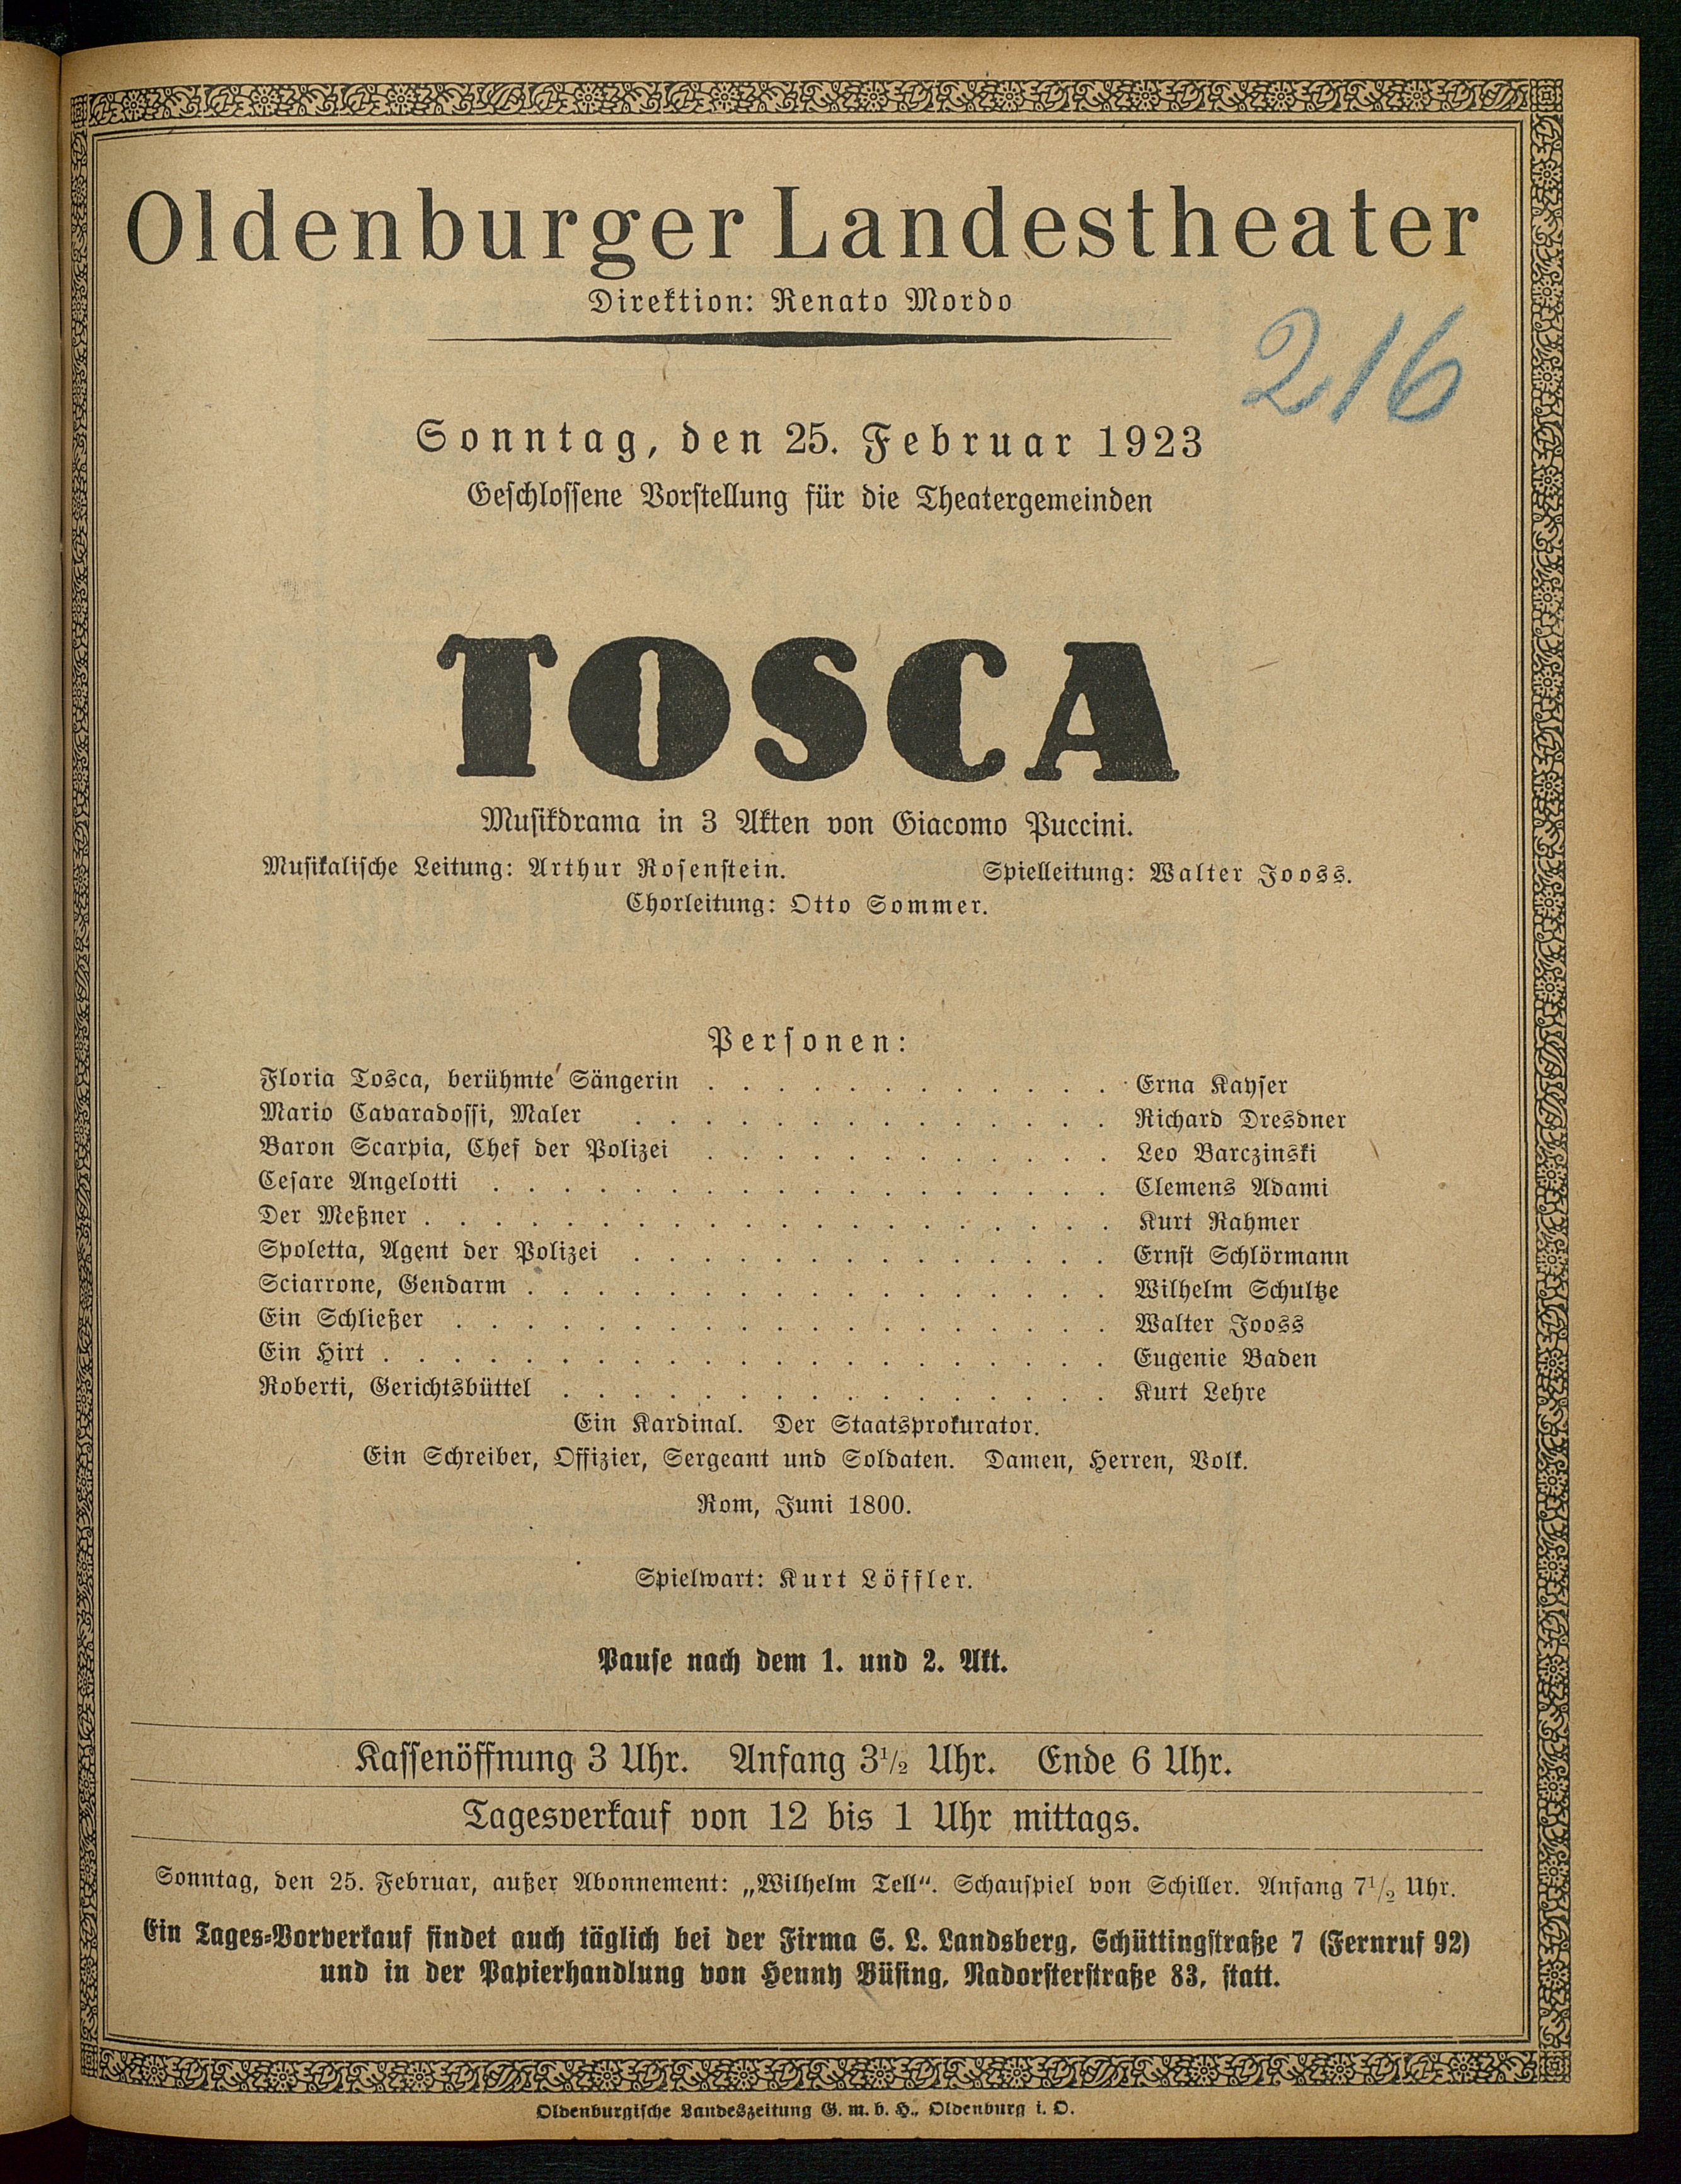 Oldenburger Landestheater
Direktion: Renato Mordo
216
Sonntag, den 25. Februar 1923
Geschlossene Vorstellung für die Theatergemeinden
TOSCA
Musikdrama in 3 Akten von Giacomo Puccini.
Musikalische Leitung: Arthur Rosenstein. Spielleitung: Walter Jooss.
Chorleitung: Otto Sommer.
Personen:
Floria Tosca, berühmte Sängerin . . . . . . . . . . . . Erna Kayser
Mario Cavaradossi, Maler . . . . . . . . . . . . . . Richard Dresdner
Baron Scarpia, Chef der Polizei . . . . . . . . . . . . Leo Barczinski
Cesare Angelotti . . . . . . . . . . . . . . . . . . Clemens Adami
Der Meßner . . . . . . . . . . . . . . . . . . . . Kurt Rahmer
Spoletta, Agent der Polizei . . . . . . . . . . . . . . Ernst Schlörmann
Sciarrone, Gendarm . . . . . . . . . . . . . . . . . Wilhelm Schultze
Ein Schließer . . . . . . . . . . . . . . . . . . . Walter Jooss
Ein Hirt . . . . . . . . . . . . . . . . . . . . . Eugenie Baden
Roberti, Gerichtsbüttel . . . . . . . . . . . . . . . . Kurt Lehre
Ein Kardinal. Der Staatsprokurator.
Ein Schreiber, Offizier, Sergeant und Soldaten. Damen, Herren, Volk.
Rom, Juni 1800.
Spielwart: Kurt Löffler.
Pause nach dem 1. und 2. Akt.
Kassenöffnung 3 Uhr. Anfang 3½ Uhr. Ende 6 Uhr.
Tagesverkauf von 12 bis 1 Uhr mittags.
Sonntag, den 25. Februar, außer Abonnement: „Wilhelm Tell“. Schauspiel von Schiller. Anfang 7½ Uhr.
Ein Tages-Vorverkauf findet auch täglich bei der Firma S. L. Landsberg, Schüttingstraße 7 (Fernruf 92)
und in der Papierhandlung von Henny Büsing, Nadorsterstraße 83, statt.
Oldenburgische Landeszeitung G. m. b. H., Oldenburg i. O.